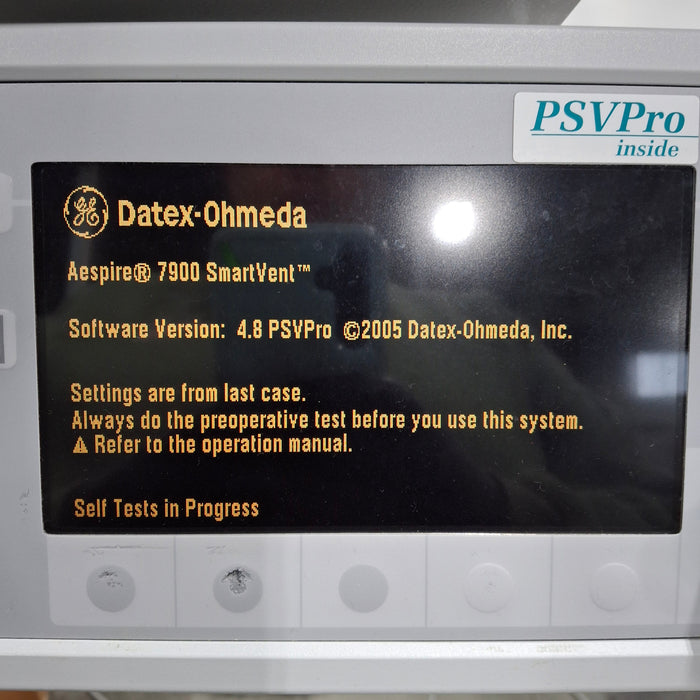 PSVPro
inside
GE Datex-Ohmeda
Aespire® 7900 SmartVent™
Software Version: 4.8 PSVPro ©2005 Datex-Ohmeda, Inc.
Settings are from last case.
Always do the preoperative test before you use this system.
⚠ Refer to the operation manual.
Self Tests in Progress